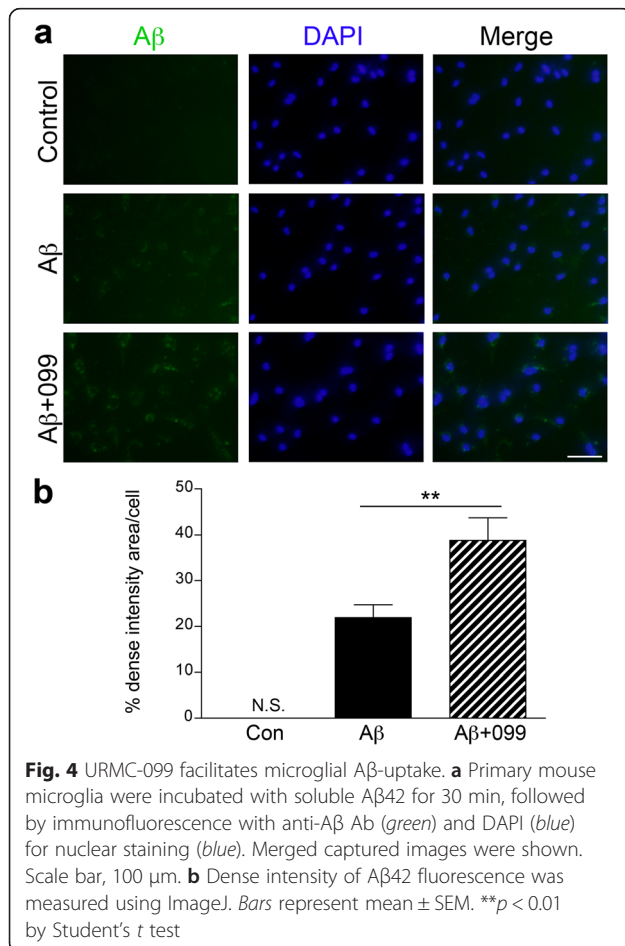 a
Aβ DAPI Merge
Control
Aβ
Aβ+099
b
**
% dense intensity area/cell
50
40
30
20
10
0
N.S.
Con Aβ Aβ+099
Fig. 4 URMC-099 facilitates microglial Aβ-uptake. a Primary mouse
microglia were incubated with soluble Aβ42 for 30 min, followed
by immunofluorescence with anti-Aβ Ab (green) and DAPI (blue)
for nuclear staining (blue). Merged captured images were shown.
Scale bar, 100 μm. b Dense intensity of Aβ42 fluorescence was
measured using ImageJ. Bars represent mean ± SEM. **p < 0.01
by Student's t test